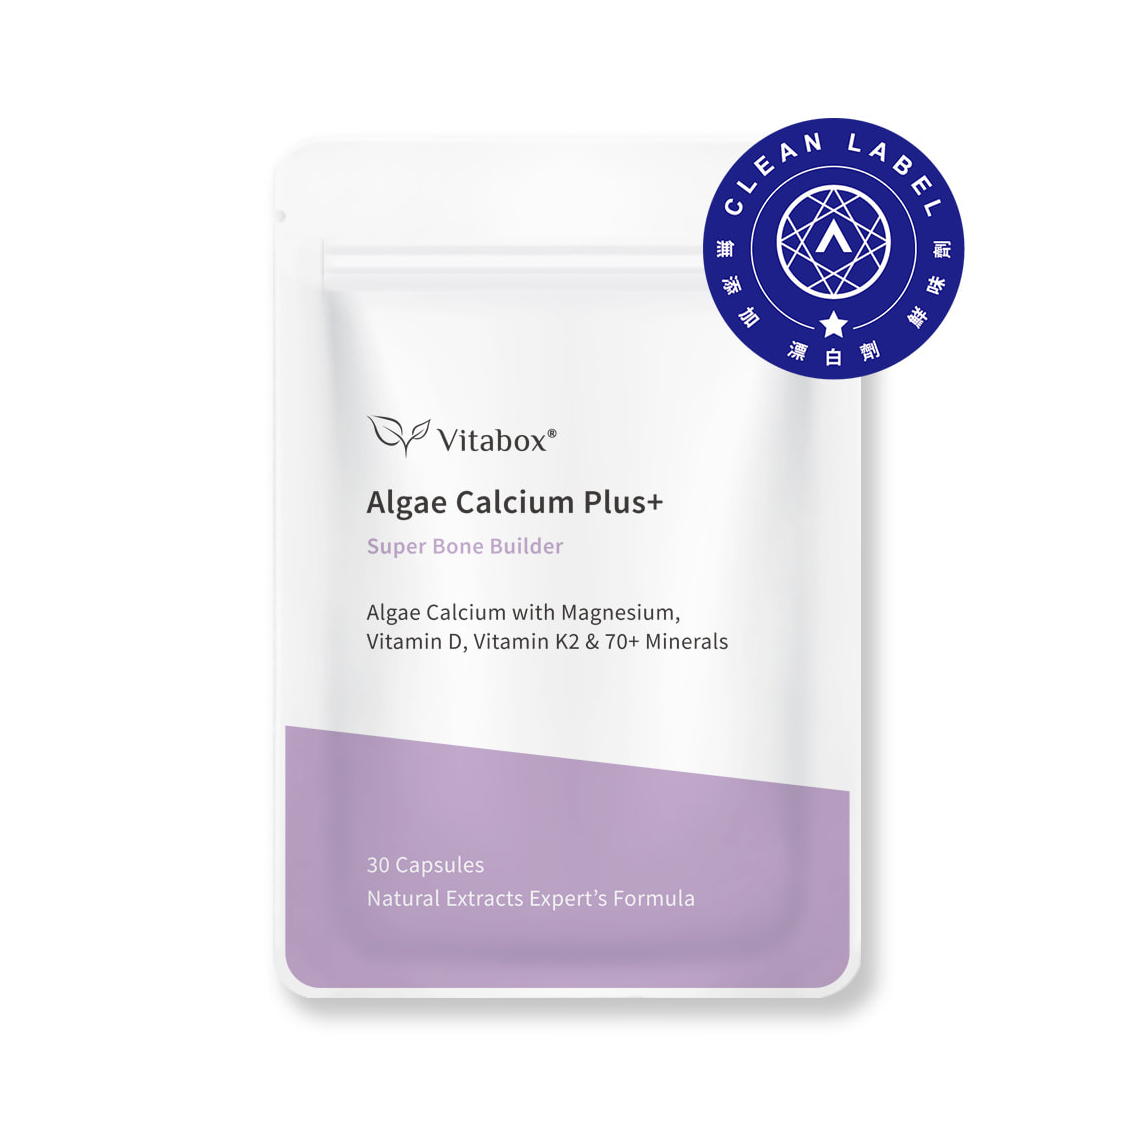 CLEAN LABEL
無添加 漂白劑 鮮味劑
Vitabox®
Algae Calcium Plus+
Super Bone Builder
Algae Calcium with Magnesium,
Vitamin D, Vitamin K2 & 70+ Minerals
30 Capsules
Natural Extracts Expert’s Formula